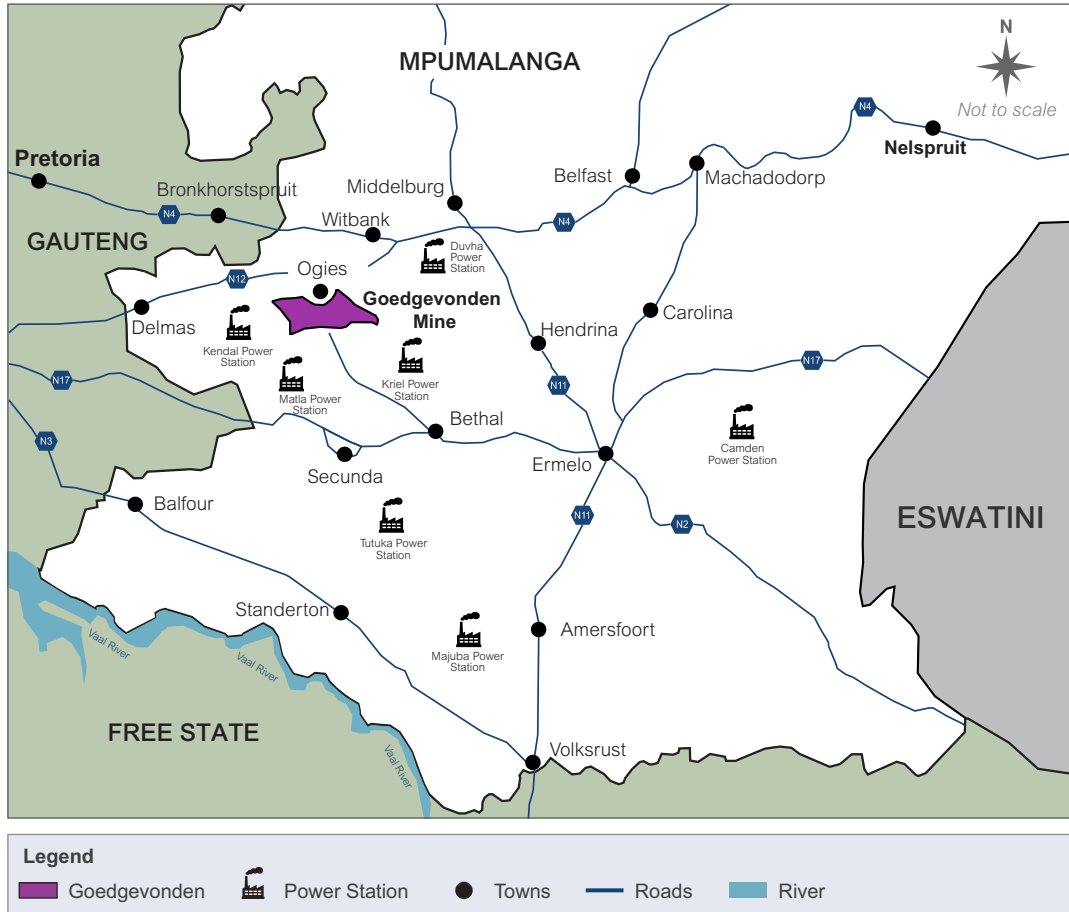 MPUMALANGA
N
Not to scale
N4
Nelspruit
Pretoria
Bronkhorstspruit
Middelburg
Belfast
Machadodorp
N4
Witbank
N4
GAUTENG
Duvha
Power
Station
N12
Ogies
Goedgevonden
Mine
Delmas
Carolina
Hendrina
Kendal Power
Station
Kriel Power
Station
N17
N17
Matla Power
Station
N11
Bethal
N3
Camden
Power Station
Secunda
Ermelo
Balfour
N11
N2
ESWATINI
Tutuka Power
Station
Standerton
Amersfoort
Majuba Power
Station
Vaal River
Vaal River
FREE STATE
Vaal River
Volksrust
Legend
Goedgevonden
Power Station
Towns
Roads
River